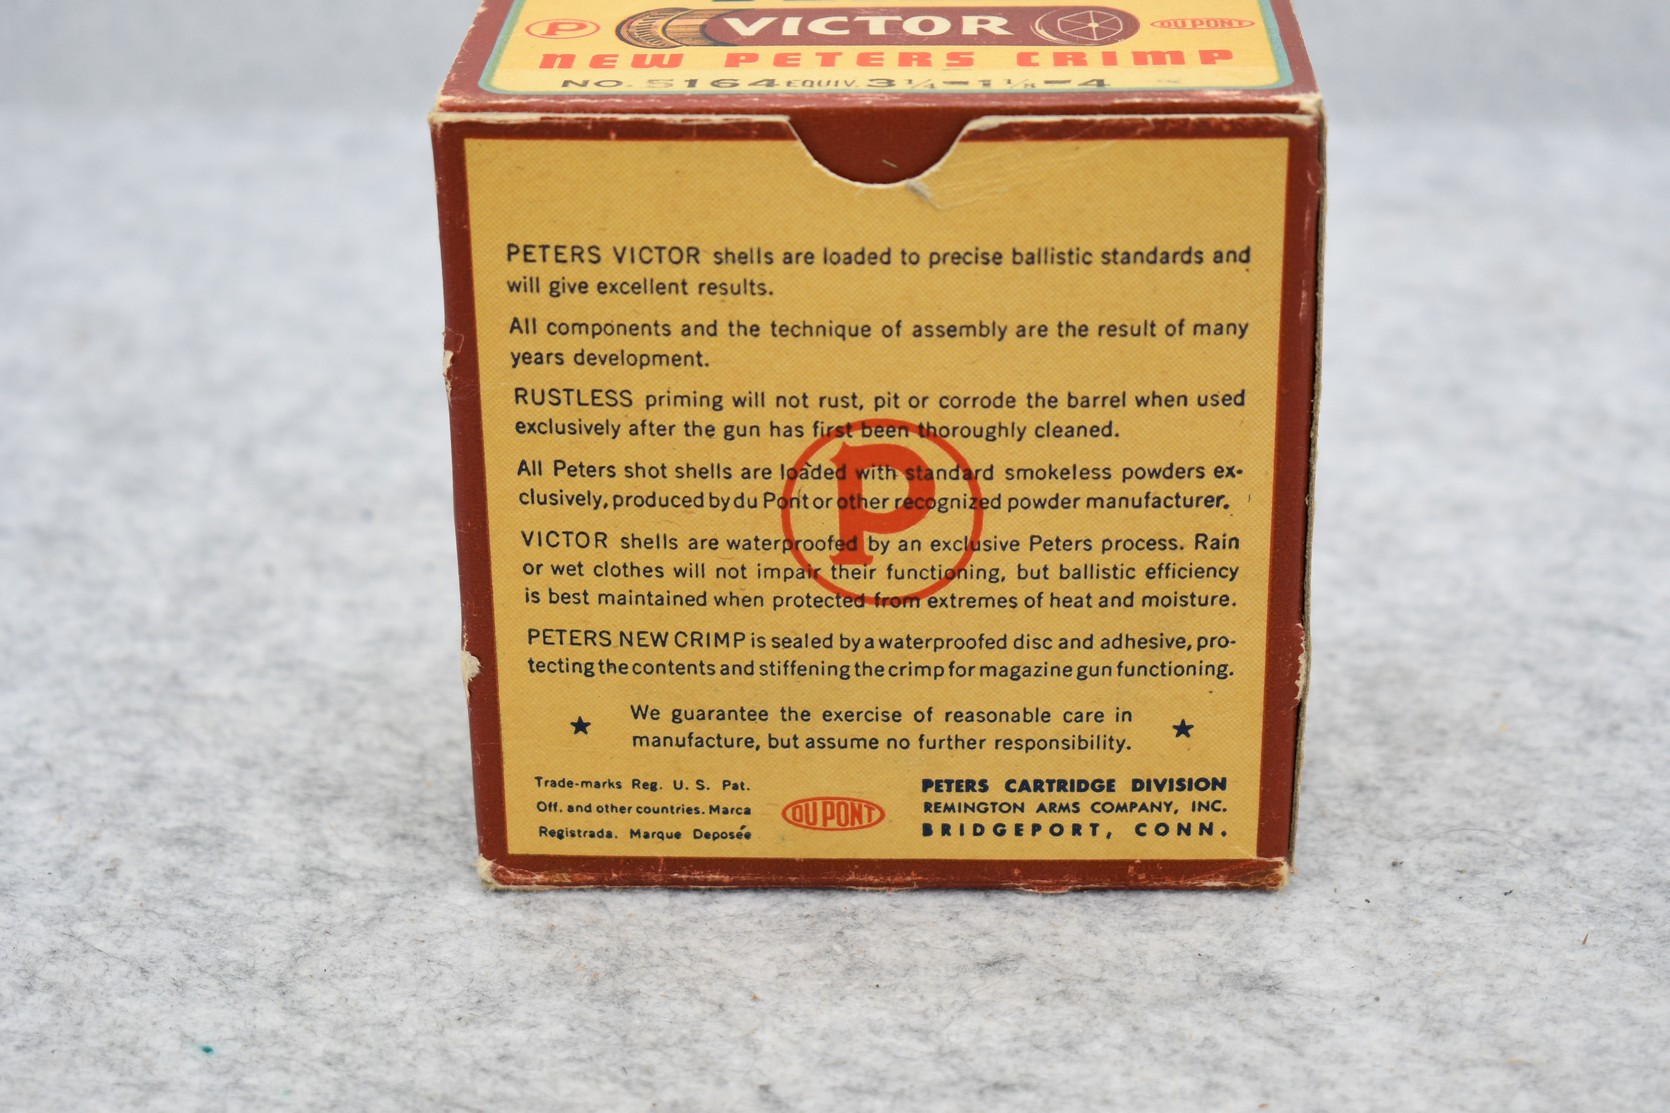 P VICTOR DU PONT
NEW PETERS CRIMP
NO. 5164 EQUIV. 3 1/4-1 1/8-4
PETERS VICTOR shells are loaded to precise ballistic standards and
will give excellent results.
All components and the technique of assembly are the result of many
years development.
RUSTLESS priming will not rust, pit or corrode the barrel when used
exclusively after the gun has first been thoroughly cleaned.
All Peters shot shells are loaded with standard smokeless powders ex-
clusively, produced by du Pont or other recognized powder manufacturer.
VICTOR shells are waterproofed by an exclusive Peters process. Rain
or wet clothes will not impair their functioning, but ballistic efficiency
is best maintained when protected from extremes of heat and moisture.
PETERS NEW CRIMP is sealed by a waterproofed disc and adhesive, pro-
tecting the contents and stiffening the crimp for magazine gun functioning.
P
★ We guarantee the exercise of reasonable care in ★
manufacture, but assume no further responsibility.
Trade-marks Reg. U. S. Pat.
Off. and other countries. Marca
Registrada. Marque Deposée
DU PONT
PETERS CARTRIDGE DIVISION
REMINGTON ARMS COMPANY, INC.
BRIDGEPORT, CONN.